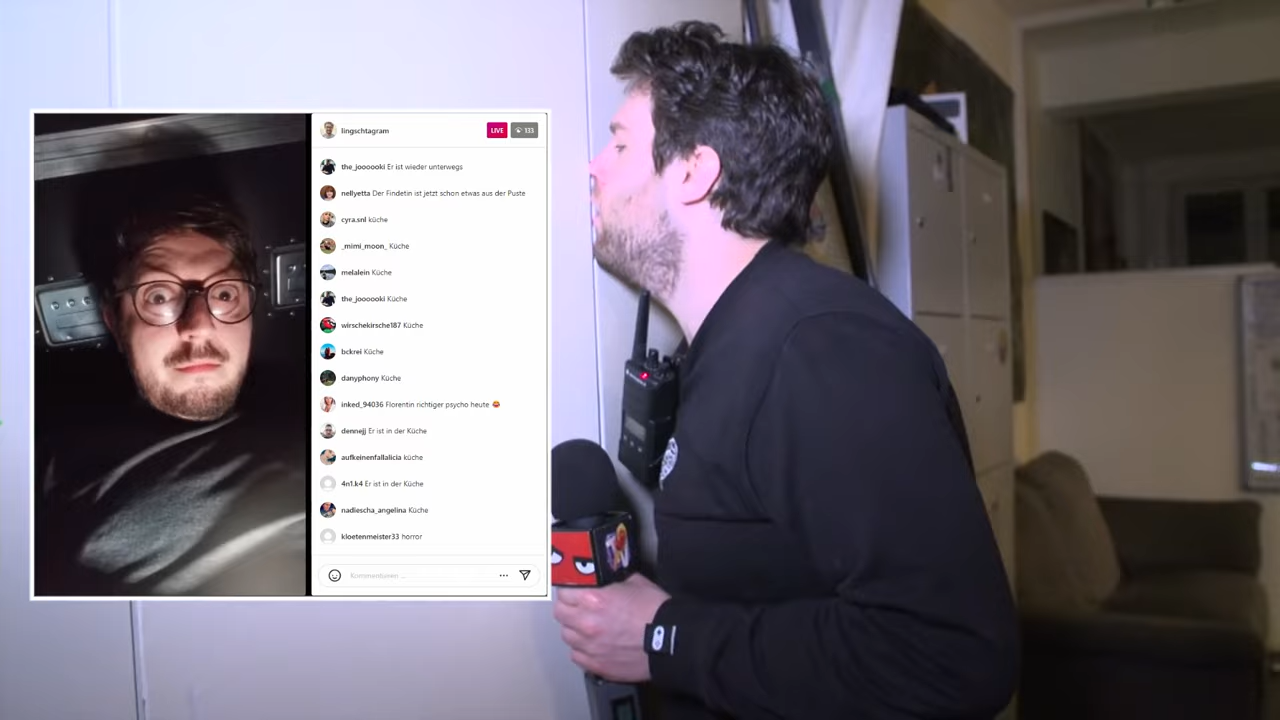 lingschtagram LIVE 133
the_joooooki Er ist wieder unterwegs
nellyetta Der Findetin ist jetzt schon etwas aus der Puste
cyra.snl küche
_mimi_moon_ Küche
melalein Küche
the_joooooki Küche
wirschekirsche187 Küche
bckrei Küche
danyphony Küche
inked_94036 Florentin richtiger psycho heute
dennejj Er ist in der Küche
aufkeinenfallalicia küche
4n1.k4 Er ist in der Küche
nadiescha_angelina Küche
kloetenmeister33 horror
Kommentieren ...